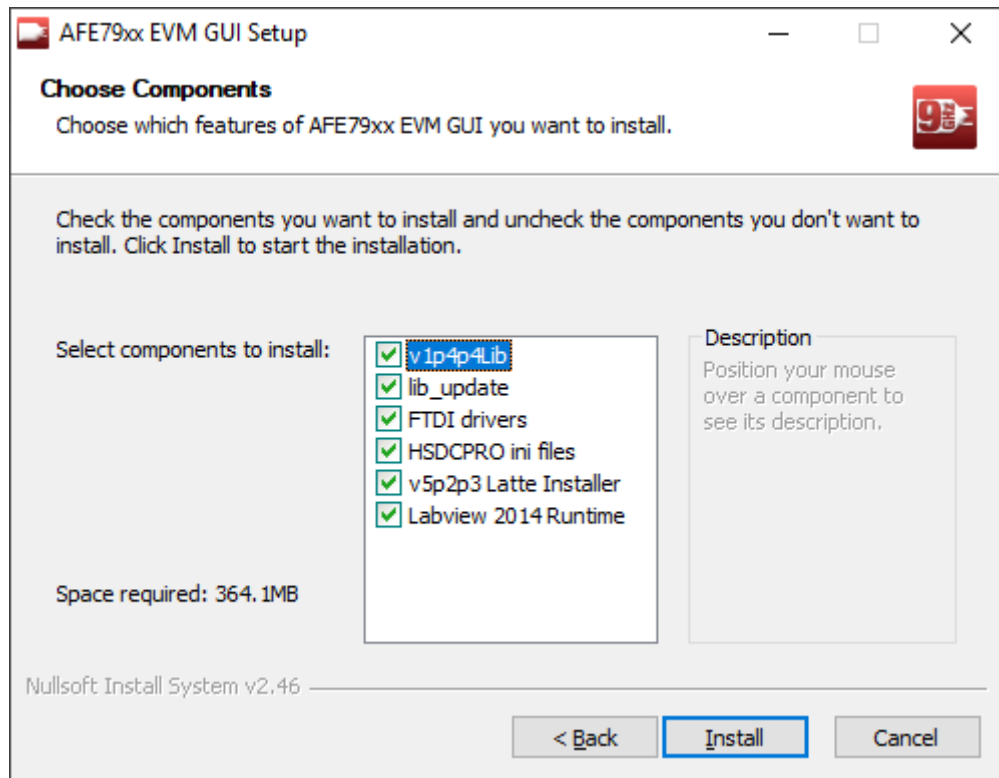 AFE79xx EVM GUI Setup
Choose Components
Choose which features of AFE79xx EVM GUI you want to install.
9
GHz
Check the components you want to install and uncheck the components you don't want to
install. Click Install to start the installation.
Select components to install:
v1p4p4Lib
lib_update
FTDI drivers
HSDCPRO ini files
v5p2p3 Latte Installer
Labview 2014 Runtime
Description
Position your mouse
over a component to
see its description.
Space required: 364.1MB
Nullsoft Install System v2.46
< Back
Install
Cancel